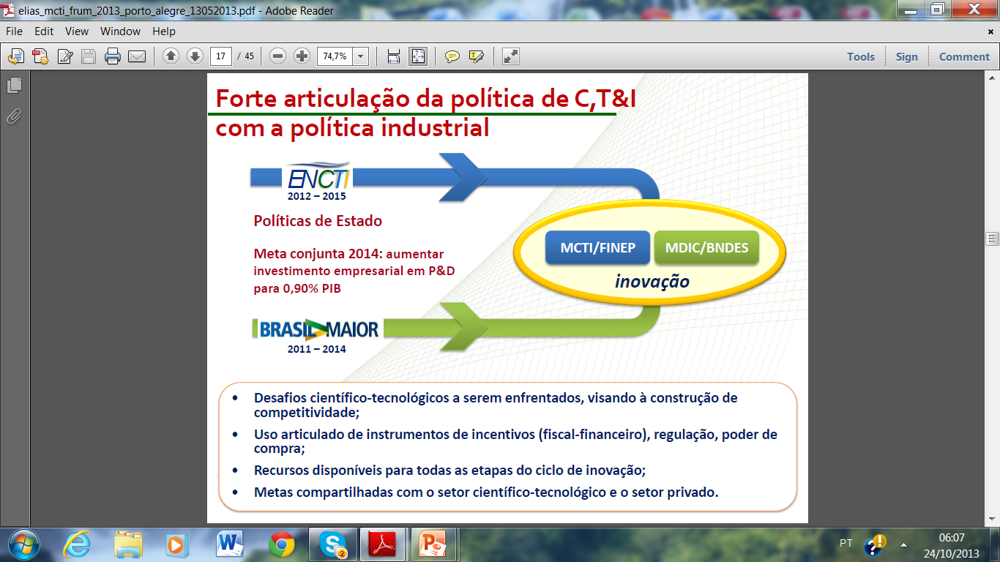 elias_mcti_frum_2013_porto_alegre_13052013.pdf - Adobe Reader
File Edit View Window Help
17 / 45 74,7% Tools Sign Comment
Forte articulação da política de C,T&I
com a política industrial
ENCTI
2012 – 2015
Políticas de Estado
Meta conjunta 2014: aumentar
investimento empresarial em P&D
para 0,90% PIB
MCTI/FINEP MDIC/BNDES
inovação
BRASIL MAIOR
2011 – 2014
• Desafios científico-tecnológicos a serem enfrentados, visando à construção de
competitividade;
• Uso articulado de instrumentos de incentivos (fiscal-financeiro), regulação, poder de
compra;
• Recursos disponíveis para todas as etapas do ciclo de inovação;
• Metas compartilhadas com o setor científico-tecnológico e o setor privado.
2
PT
06:07
24/10/2013